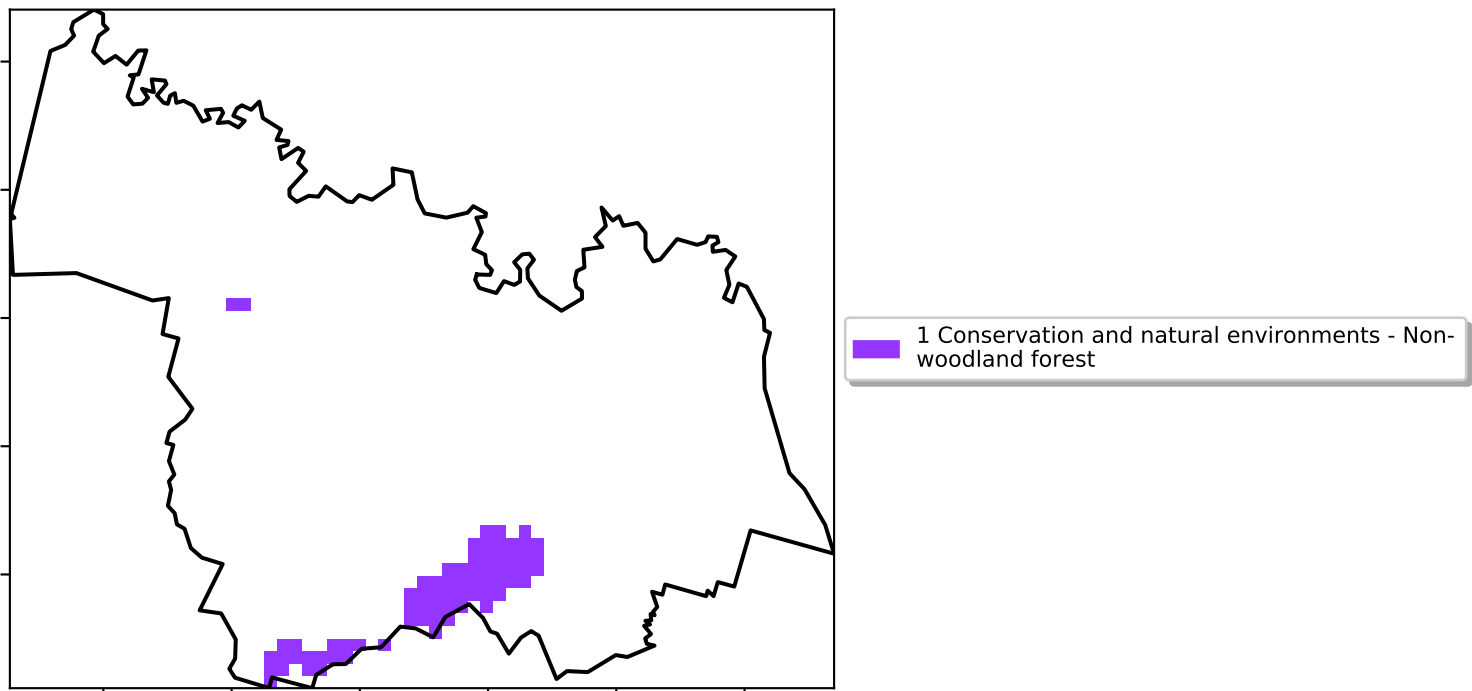 1 Conservation and natural environments - Non-
woodland forest